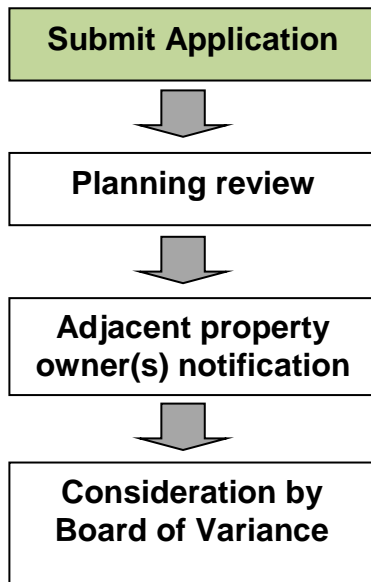 Submit Application
Planning review
Adjacent property
owner(s) notification
Consideration by
Board of Variance